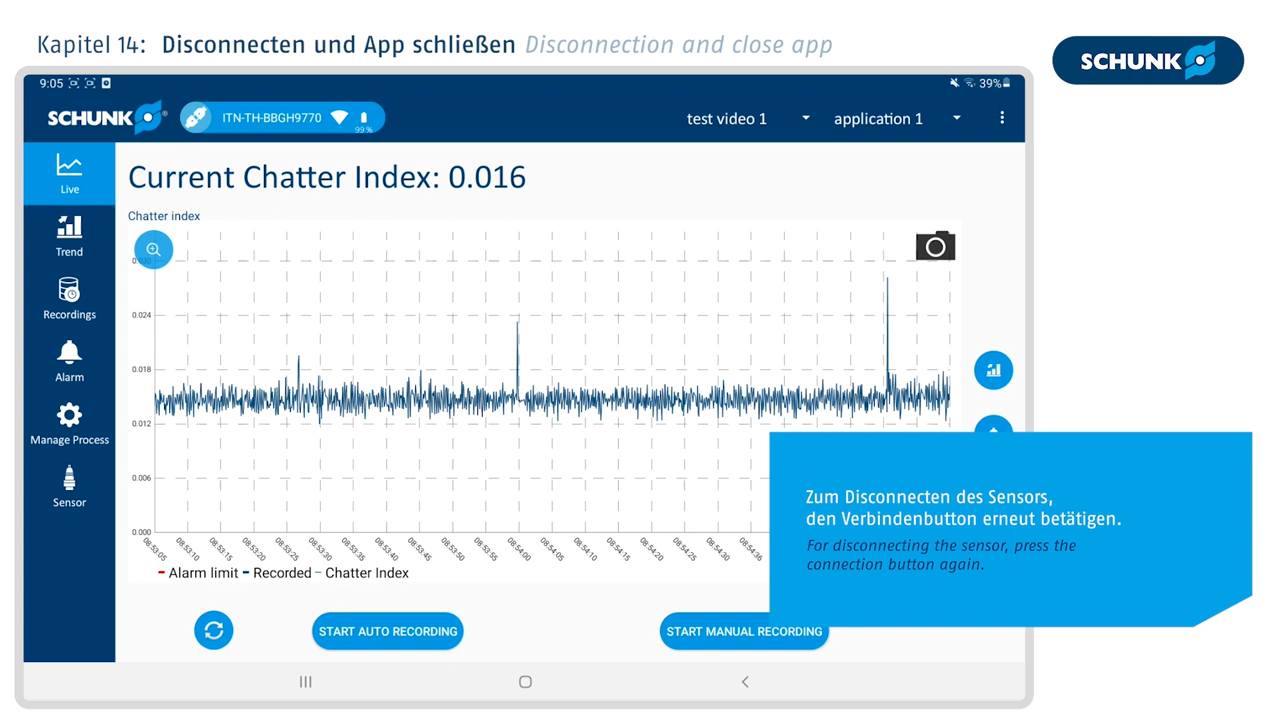 Kapitel 14: Disconnecten und App schließen Disconnection and close app
SCHUNK
9:05
39%
SCHUNK
ITN-TH-BBGH9770
99 %
test video 1
application 1
Live
Trend
Recordings
Alarm
Manage Process
Sensor
Current Chatter Index: 0.016
Chatter index
0.030
0.024
0.018
0.012
0.006
0.000
08:53:05 08:53:10 08:53:15 08:53:20 08:53:25 08:53:30 08:53:35 08:53:40 08:53:45 08:53:50 08:53:55 08:54:00 08:54:05 08:54:10 08:54:15 08:54:20 08:54:25 08:54:30 08:54:36
Alarm limit Recorded Chatter Index
START AUTO RECORDING
START MANUAL RECORDING
Zum Disconnecten des Sensors,
den Verbindenbutton erneut betätigen.
For disconnecting the sensor, press the
connection button again.